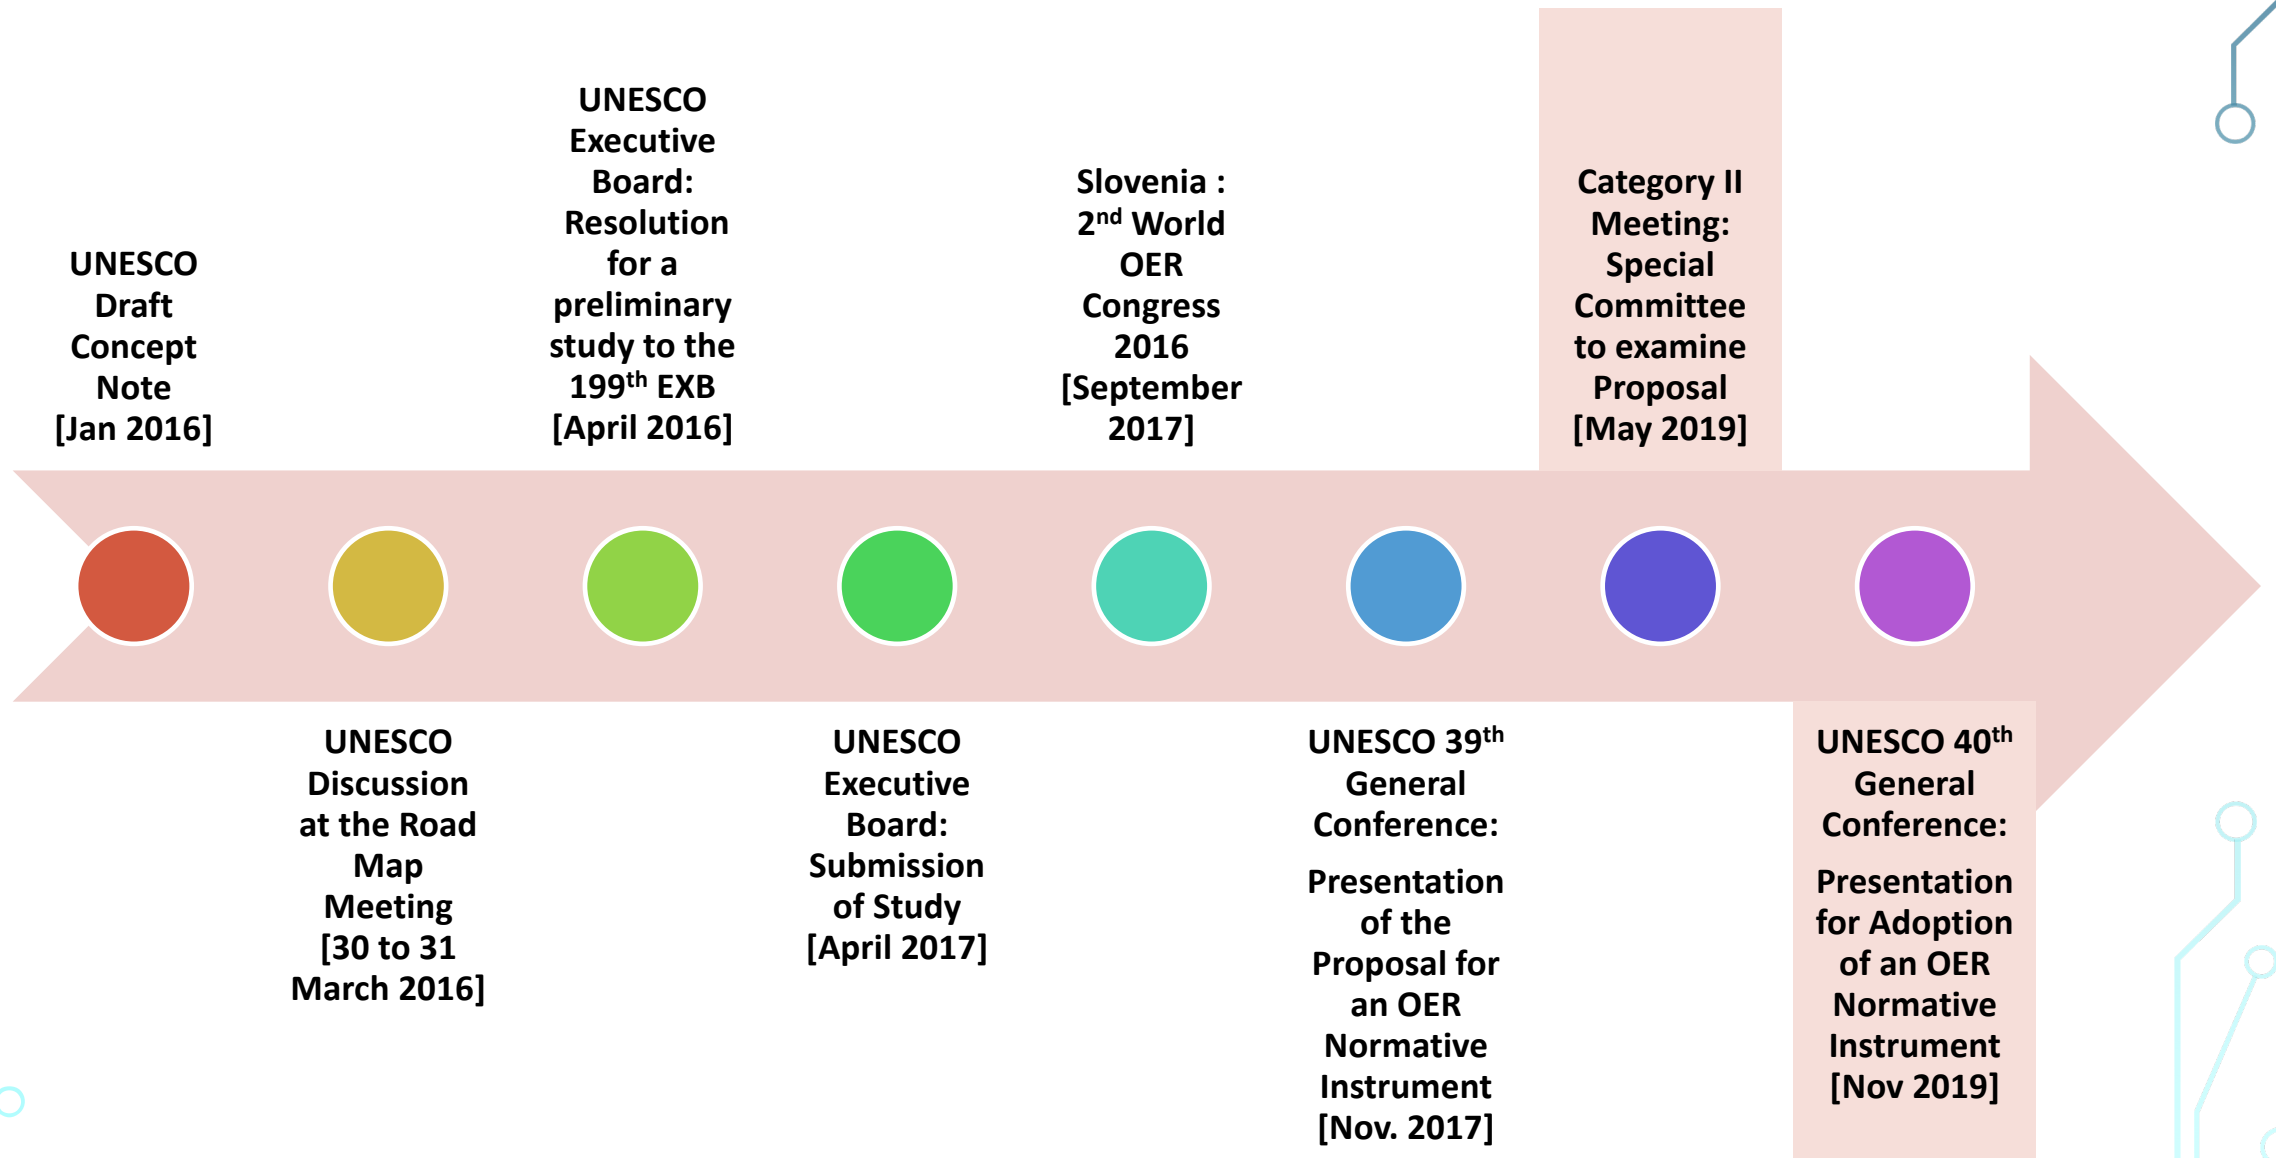 UNESCO
Draft
Concept
Note
[Jan 2016]
UNESCO
Discussion
at the Road
Map
Meeting
[30 to 31
March 2016]
UNESCO
Executive
Board:
Resolution
for a
preliminary
study to the
199th EXB
[April 2016]
UNESCO
Executive
Board:
Submission
of Study
[April 2017]
Slovenia :
2nd World
OER
Congress
2016
[September
2017]
UNESCO 39th
General
Conference:
Presentation
of the
Proposal for
an OER
Normative
Instrument
[Nov. 2017]
Category II
Meeting:
Special
Committee
to examine
Proposal
[May 2019]
UNESCO 40th
General
Conference:
Presentation
for Adoption
of an OER
Normative
Instrument
[Nov 2019]